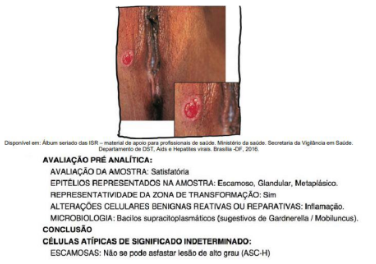 Disponível em: Álbum seriado das ISR – material de apoio para profissionais de saúde. Ministério da saúde. Secretaria da Vigilância em Saúde.
Departamento de DST, Aids e Hepatites virais. Brasília -DF, 2016.
AVALIAÇÃO PRÉ ANALÍTICA:
AVALIAÇÃO DA AMOSTRA: Satisfatória
EPITÉLIOS REPRESENTADOS NA AMOSTRA: Escamoso, Glandular, Metaplásico.
REPRESENTATIVIDADE DA ZONA DE TRANSFORMAÇÃO: Sim
ALTERAÇÕES CELULARES BENIGNAS REATIVAS OU REPARATIVAS: Inflamação.
MICROBIOLOGIA: Bacilos supracitoplasmáticos (sugestivos de Gardnerella / Mobiluncus).
CONCLUSÃO
CÉLULAS ATÍPICAS DE SIGNIFICADO INDETERMINADO:
ESCAMOSAS: Não se pode asfastar lesão de alto grau (ASC-H)